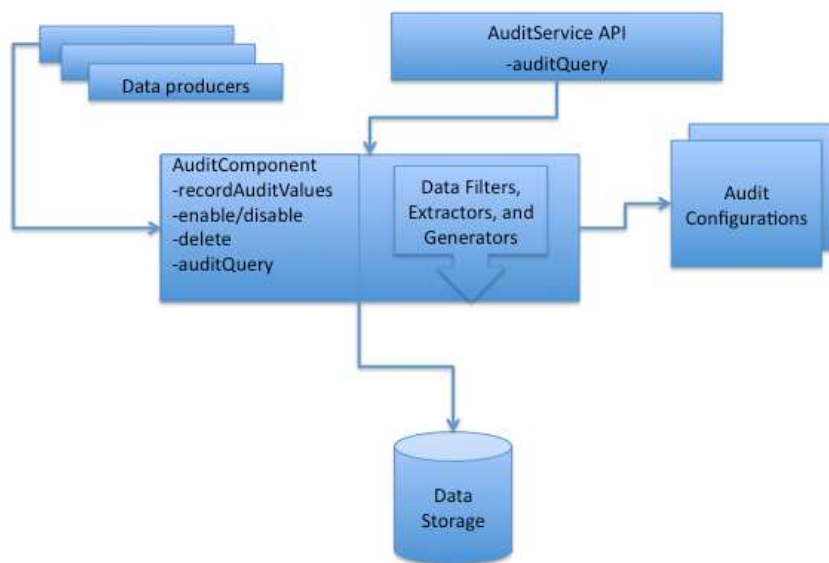 AuditService API
-auditQuery
Data producers
AuditComponent
-recordAuditValues
-enable/disable
-delete
-auditQuery
Data Filters,
Extractors, and
Generators
Audit
Configurations
Data
Storage